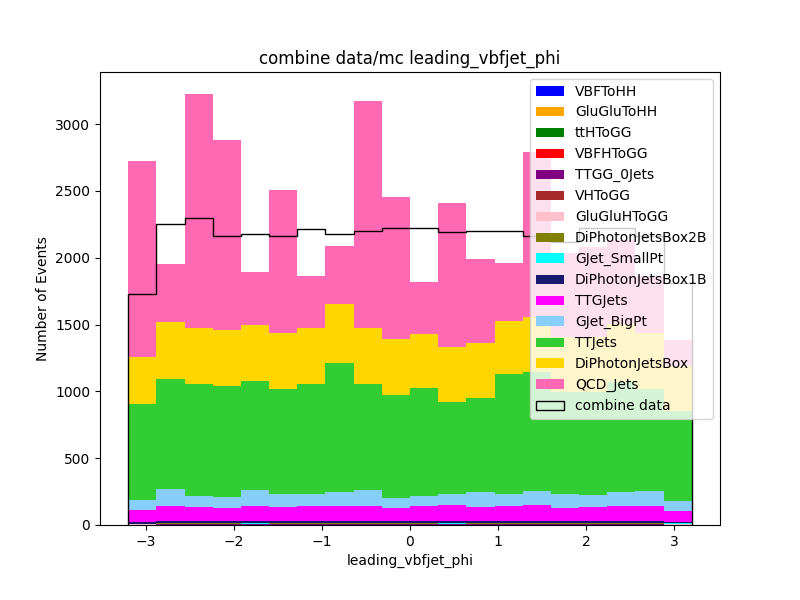 combine data/mc leading_vbfjet_phi
Number of Events
3000
2500
2000
1500
1000
500
0
−3
−2
−1
0
1
2
3
leading_vbfjet_phi
VBFToHH
GluGluToHH
ttHToGG
VBFHToGG
TTGG_0Jets
VHToGG
GluGluHToGG
DiPhotonJetsBox2B
GJet_SmallPt
DiPhotonJetsBox1B
TTGJets
GJet_BigPt
TTJets
DiPhotonJetsBox
QCD_Jets
combine data